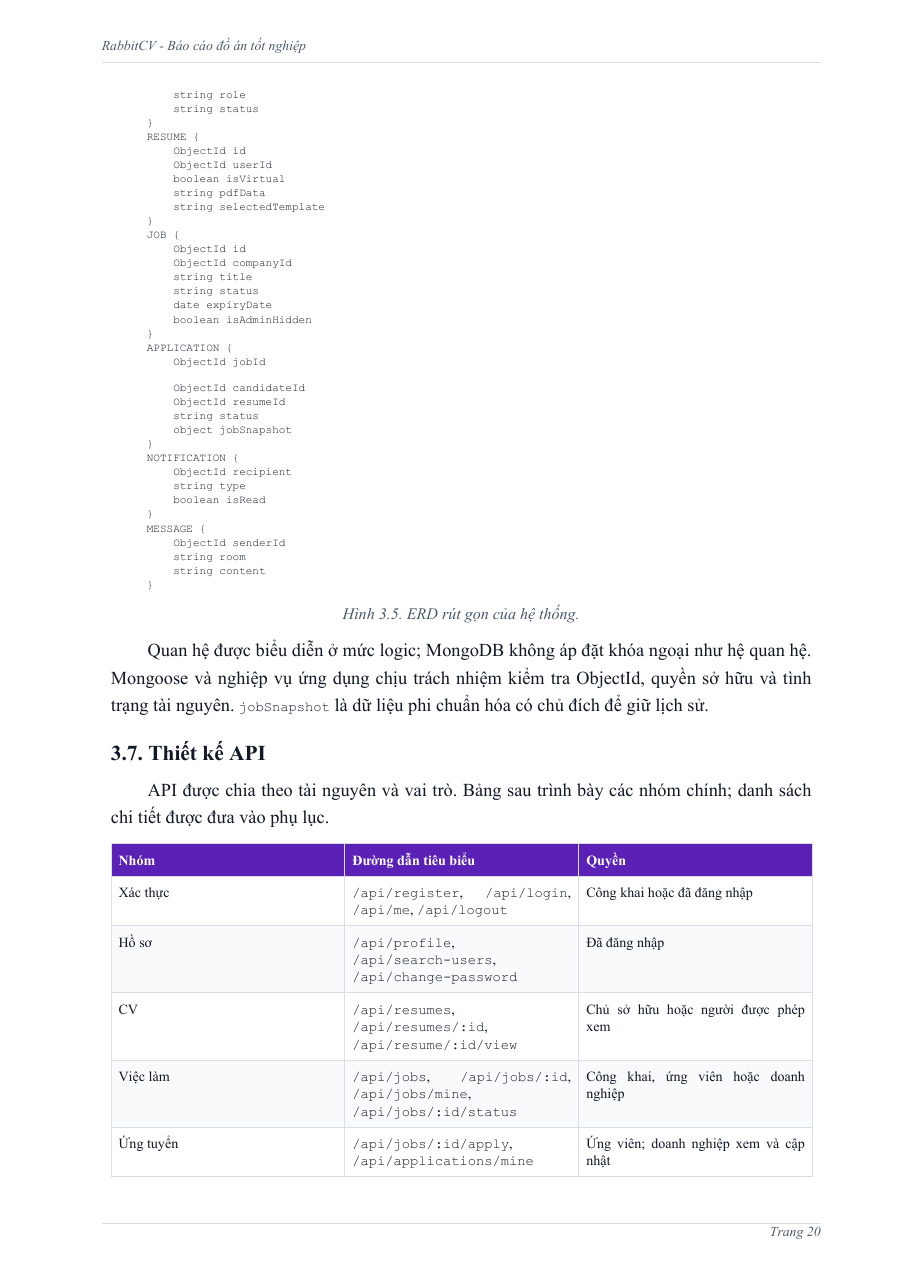 RabbitCV - Báo cáo đồ án tốt nghiệp
string role
string status
}
RESUME {
ObjectId id
ObjectId userId
boolean isVirtual
string pdfData
string selectedTemplate
}
JOB {
ObjectId id
ObjectId companyId
string title
string status
date expiryDate
boolean isAdminHidden
}
APPLICATION {
ObjectId jobId
ObjectId candidateId
ObjectId resumeId
string status
object jobSnapshot
}
NOTIFICATION {
ObjectId recipient
string type
boolean isRead
}
MESSAGE {
ObjectId senderId
string room
string content
}
Hình 3.5. ERD rút gọn của hệ thống.
Quan hệ được biểu diễn ở mức logic; MongoDB không áp đặt khóa ngoại như hệ quan hệ.
Mongoose và nghiệp vụ ứng dụng chịu trách nhiệm kiểm tra ObjectId, quyền sở hữu và tình
trạng tài nguyên. jobSnapshot là dữ liệu phi chuẩn hóa có chủ đích để giữ lịch sử.
3.7. Thiết kế API
API được chia theo tài nguyên và vai trò. Bảng sau trình bày các nhóm chính; danh sách
chi tiết được đưa vào phụ lục.
Nhóm Đường dẫn tiêu biểu Quyền
Xác thực /api/register, /api/login, Công khai hoặc đã đăng nhập
/api/me, /api/logout
Hồ sơ /api/profile, Đã đăng nhập
/api/search-users,
/api/change-password
CV /api/resumes, Chủ sở hữu hoặc người được phép
/api/resumes/:id, xem
/api/resume/:id/view
Việc làm /api/jobs, /api/jobs/:id, Công khai, ứng viên hoặc doanh
/api/jobs/mine, nghiệp
/api/jobs/:id/status
Ứng tuyển /api/jobs/:id/apply, Ứng viên; doanh nghiệp xem và cập
/api/applications/mine nhật
Trang 20